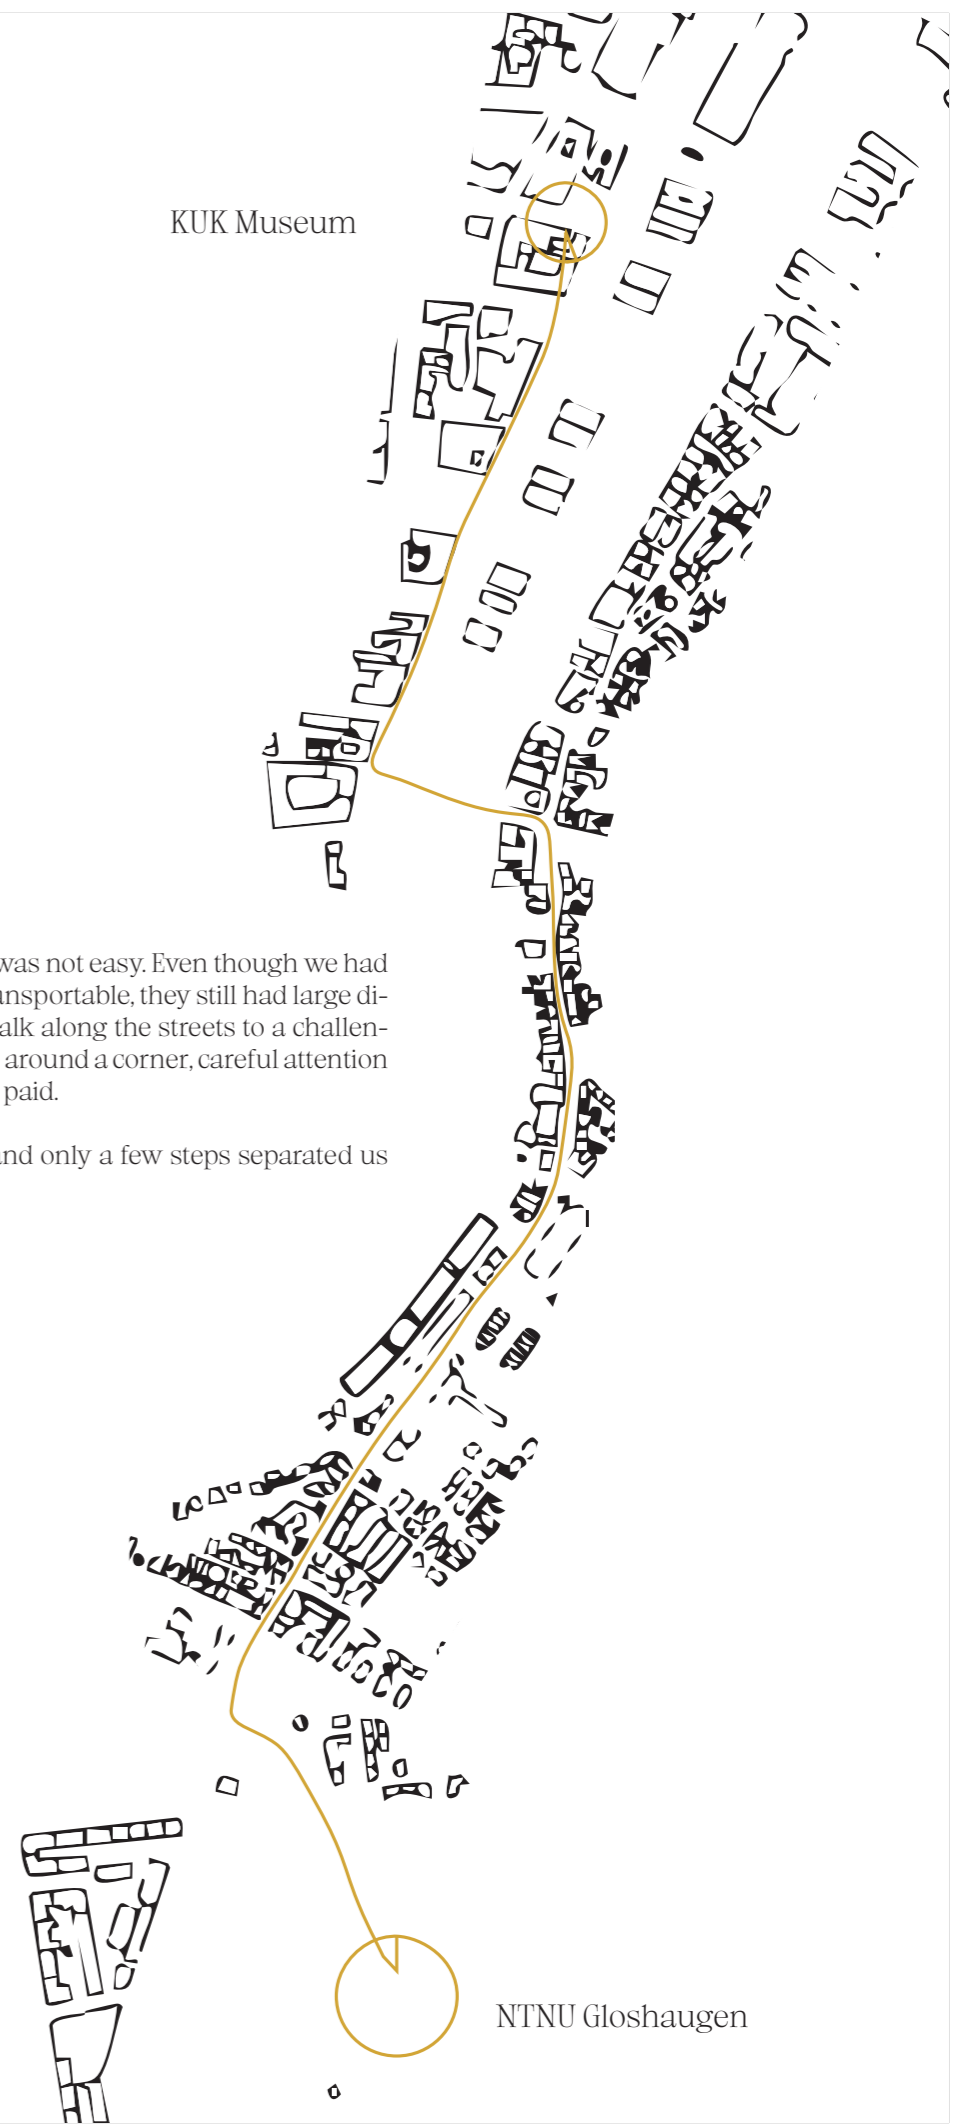 KUK Museum
was not easy. Even though we had
ansportable, they still had large di-
alk along the streets to a challen-
around a corner, careful attention
paid.
and only a few steps separated us
NTNU Gloshaugen